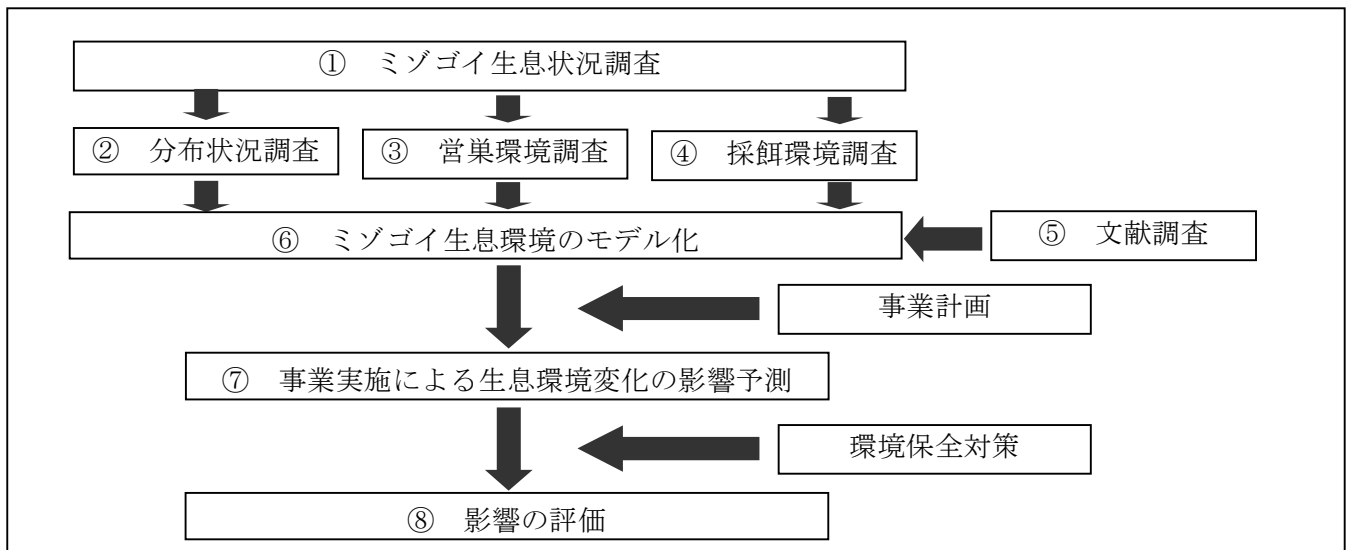 ① ミゾゴイ生息状況調査
② 分布状況調査
③ 営巣環境調査
④ 採餌環境調査
⑥ ミゾゴイ生息環境のモデル化
⑤ 文献調査
事業計画
⑦ 事業実施による生息環境変化の影響予測
環境保全対策
⑧ 影響の評価